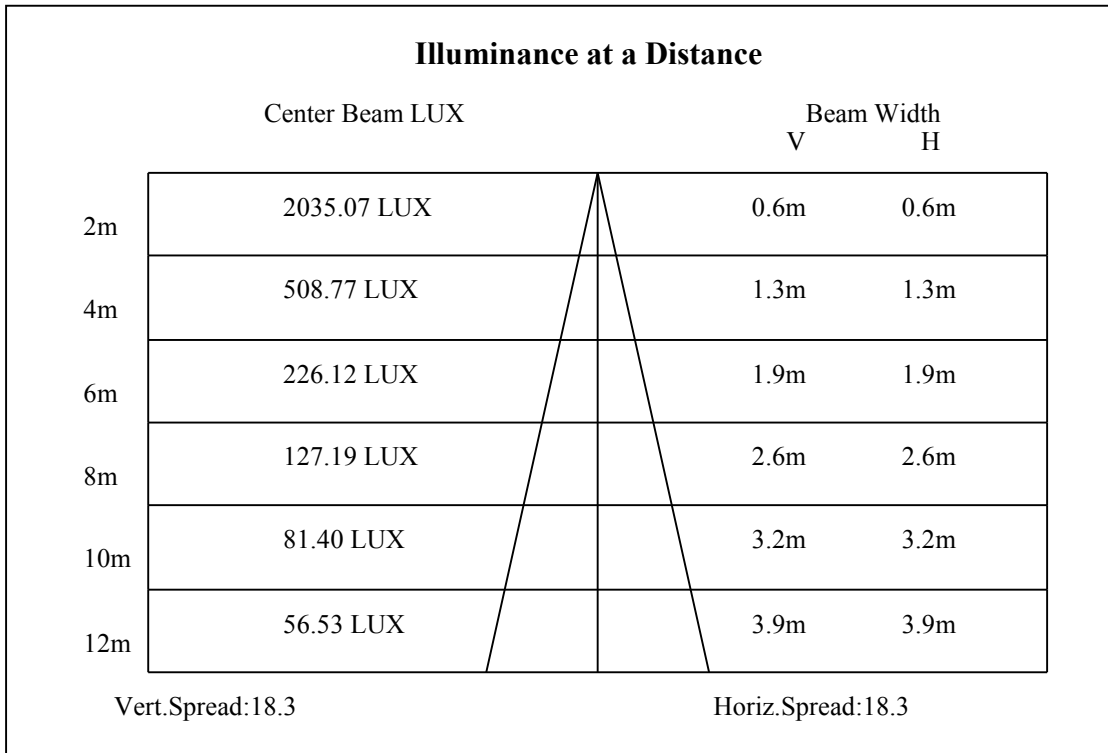 Illuminance at a Distance
Center Beam LUX Beam Width
V H
2m 2035.07 LUX 0.6m 0.6m
4m 508.77 LUX 1.3m 1.3m
6m 226.12 LUX 1.9m 1.9m
8m 127.19 LUX 2.6m 2.6m
10m 81.40 LUX 3.2m 3.2m
12m 56.53 LUX 3.9m 3.9m
Vert.Spread:18.3 Horiz.Spread:18.3